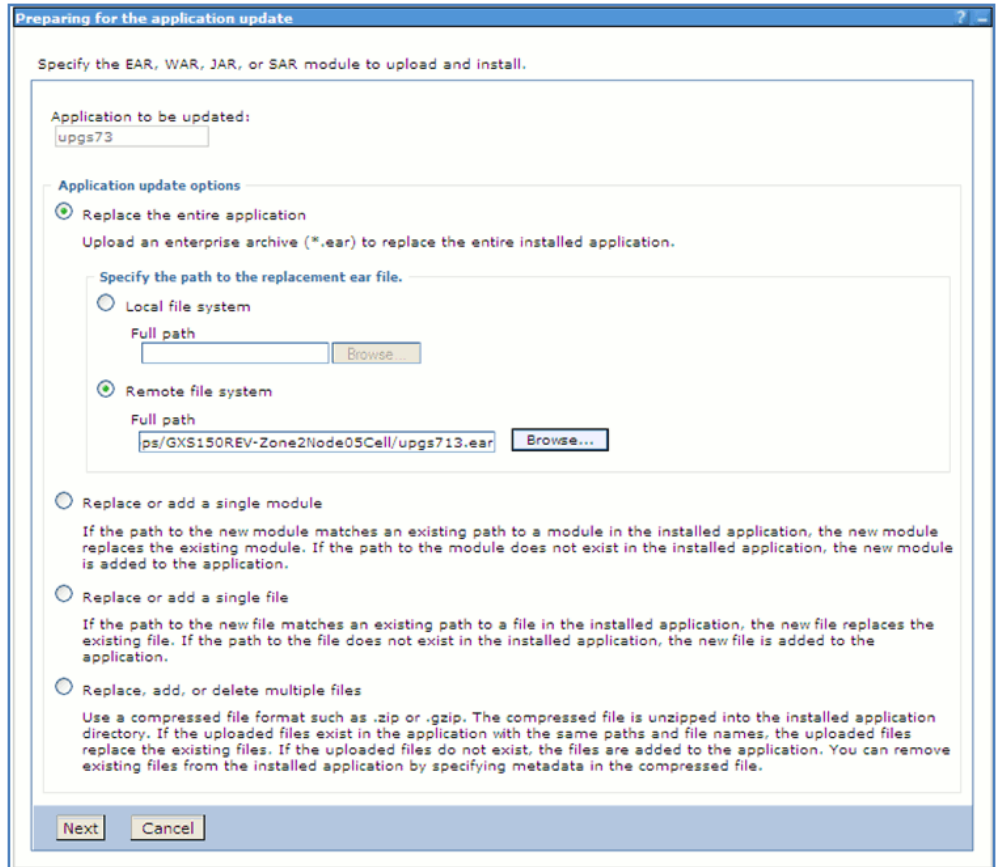 Preparing for the application update
? –
Specify the EAR, WAR, JAR, or SAR module to upload and install.
Application to be updated:
upgs73
Application update options
Replace the entire application
Upload an enterprise archive (*.ear) to replace the entire installed application.
Specify the path to the replacement ear file.
Local file system
Full path
Browse...
Remote file system
Full path
ps/GXS150REV-Zone2Node05Cell/upgs713.ear
Browse...
Replace or add a single module
If the path to the new module matches an existing path to a module in the installed application, the new module
replaces the existing module. If the path to the module does not exist in the installed application, the new module
is added to the application.
Replace or add a single file
If the path to the new file matches an existing path to a file in the installed application, the new file replaces the
existing file. If the path to the file does not exist in the installed application, the new file is added to the
application.
Replace, add, or delete multiple files
Use a compressed file format such as .zip or .gzip. The compressed file is unzipped into the installed application
directory. If the uploaded files exist in the application with the same paths and file names, the uploaded files
replace the existing files. If the uploaded files do not exist, the files are added to the application. You can remove
existing files from the installed application by specifying metadata in the compressed file.
Next
Cancel